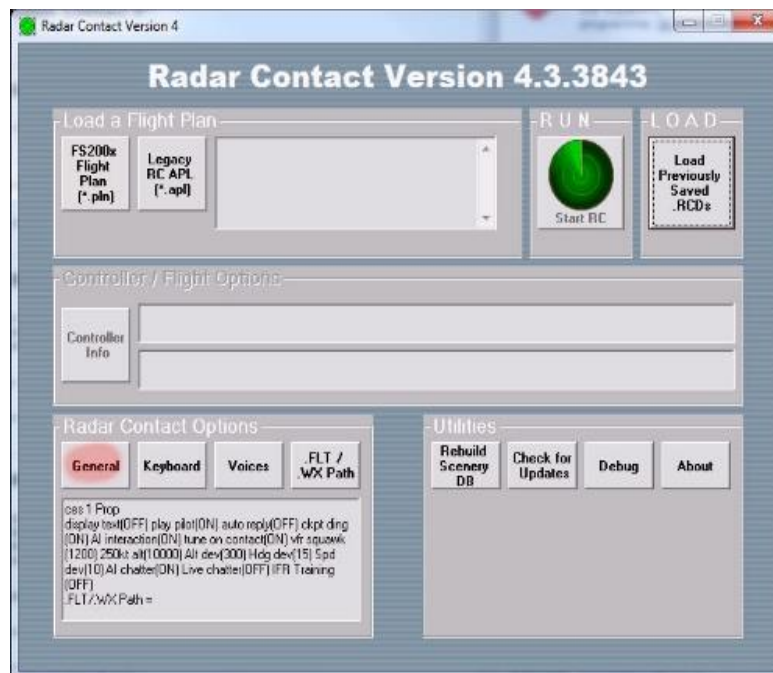 Radar Contact Version 4
Radar Contact Version 4.3.3843
Load a Flight Plan
FS200x
Flight
Plan
(*.pln)
Legacy
RC APL
(*.apl)
RUN
Start RC
LOAD
Load
Previously
Saved
.RCDs
Controller / Flight Options
Controller
Info
Radar Contact Options
General
Keyboard
Voices
.FLT /
.WX Path
ces 1 Prop
display text(OFF) play pilot(ON) auto reply(OFF) ckpt ding
(ON) AI interaction(ON) tune on contact(ON) vfr squawk
(1200) 250kt alt(10000) Alt dev(300) Hdg dev(15) Spd
dev(10) AI chatter(ON) Live chatter(OFF) IFR Training
(OFF)
.FLT/.WX Path =
Utilities
Rebuild
Scenery
DB
Check for
Updates
Debug
About